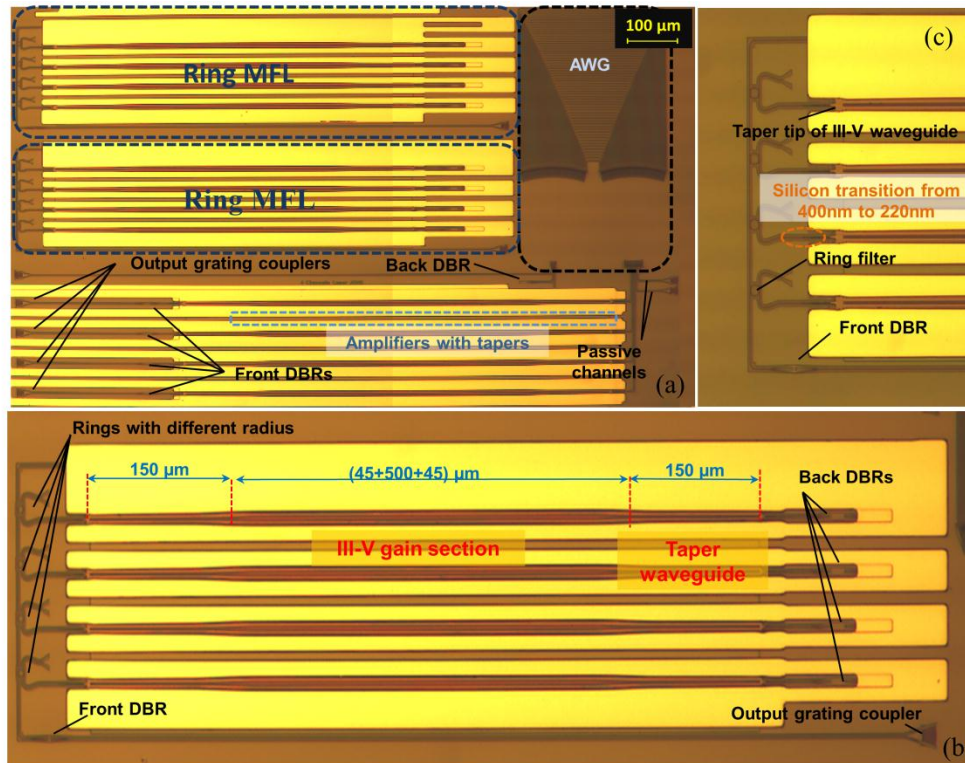 Ring MFL
AWG
100 µm
Ring MFL
Output grating couplers
Back DBR
Amplifiers with tapers
Front DBRs
Passive
channels
(a)
(c)
Taper tip of III-V waveguide
Silicon transition from
400nm to 220nm
Ring filter
Front DBR
Rings with different radius
150 µm
(45+500+45) µm
150 µm
Back DBRs
III-V gain section
Taper
waveguide
Front DBR
Output grating coupler
(b)